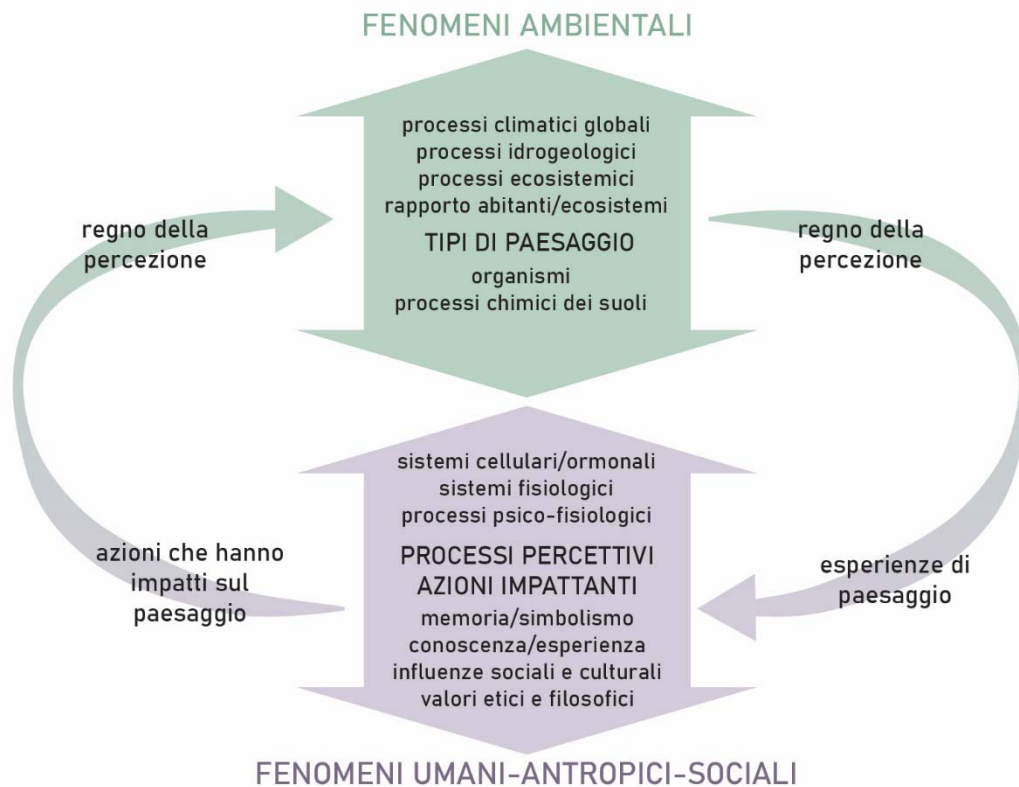 FENOMENI AMBIENTALI
processi climatici globali
processi idrogeologici
processi ecosistemici
rapporto abitanti/ecosistemi
TIPI DI PAESAGGIO
organismi
processi chimici dei suoli
regno della
percezione
regno della
percezione
sistemi cellulari/ormonali
sistemi fisiologici
processi psico-fisiologici
PROCESSI PERCETTIVI
AZIONI IMPATTANTI
memoria/simbolismo
conoscenza/esperienza
influenze sociali e culturali
valori etici e filosofici
azioni che hanno
impatti sul
paesaggio
esperienze di
paesaggio
FENOMENI UMANI-ANTROPICI-SOCIALI